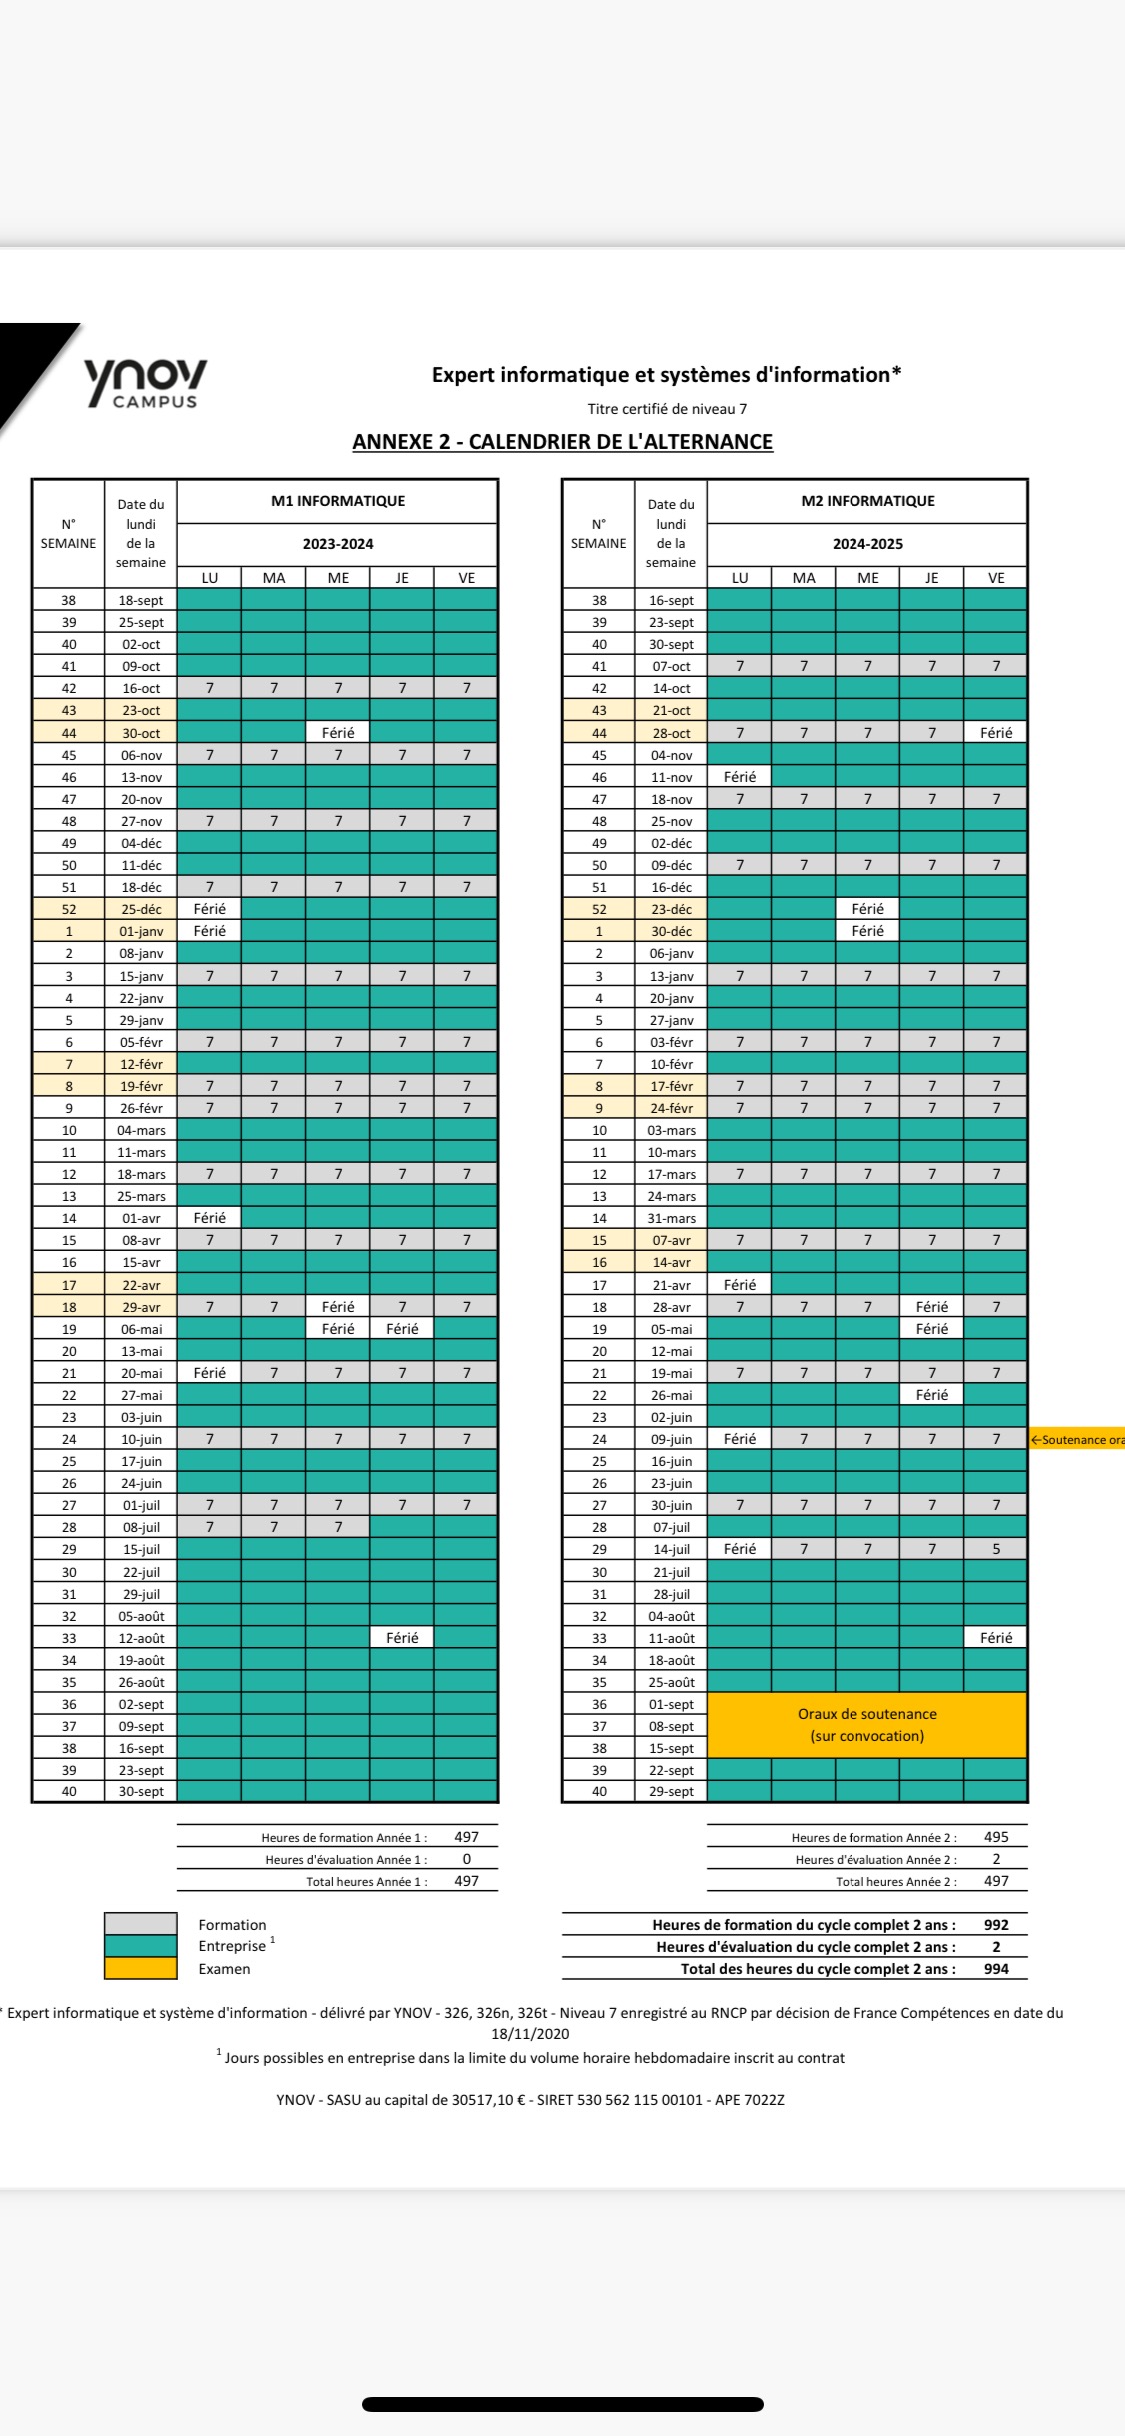 ynov
CAMPUS
Expert informatique et systèmes d'information*
Titre certifié de niveau 7
ANNEXE 2 - CALENDRIER DE L'ALTERNANCE
N° SEMAINE Date du lundi de la semaine M1 INFORMATIQUE
2023-2024
LU MA ME JE VE
38 18-sept
39 25-sept
40 02-oct
41 09-oct
42 16-oct 7 7 7 7 7
43 23-oct
44 30-oct Férié
45 06-nov 7 7 7 7 7
46 13-nov
47 20-nov
48 27-nov 7 7 7 7 7
49 04-déc
50 11-déc
51 18-déc 7 7 7 7 7
52 25-déc Férié
1 01-janv Férié
2 08-janv
3 15-janv 7 7 7 7 7
4 22-janv
5 29-janv
6 05-févr 7 7 7 7 7
7 12-févr
8 19-févr 7 7 7 7 7
9 26-févr 7 7 7 7 7
10 04-mars
11 11-mars
12 18-mars 7 7 7 7 7
13 25-mars
14 01-avr Férié
15 08-avr 7 7 7 7 7
16 15-avr
17 22-avr
18 29-avr 7 7 Férié 7 7
19 06-mai Férié Férié
20 13-mai
21 20-mai Férié 7 7 7 7
22 27-mai
23 03-juin
24 10-juin 7 7 7 7 7
25 17-juin
26 24-juin
27 01-juil 7 7 7 7 7
28 08-juil 7 7 7
29 15-juil
30 22-juil
31 29-juil
32 05-août
33 12-août Férié
34 19-août
35 26-août
36 02-sept
37 09-sept
38 16-sept
39 23-sept
40 30-sept
Heures de formation Année 1 : 497
Heures d'évaluation Année 1 : 0
Total heures Année 1 : 497
N° SEMAINE Date du lundi de la semaine M2 INFORMATIQUE
2024-2025
LU MA ME JE VE
38 16-sept
39 23-sept
40 30-sept
41 07-oct 7 7 7 7 7
42 14-oct
43 21-oct
44 28-oct 7 7 7 7 Férié
45 04-nov
46 11-nov Férié
47 18-nov 7 7 7 7 7
48 25-nov
49 02-déc
50 09-déc 7 7 7 7 7
51 16-déc
52 23-déc Férié
1 30-déc Férié
2 06-janv
3 13-janv 7 7 7 7 7
4 20-janv
5 27-janv
6 03-févr 7 7 7 7 7
7 10-févr
8 17-févr 7 7 7 7 7
9 24-févr 7 7 7 7 7
10 03-mars
11 10-mars
12 17-mars 7 7 7 7 7
13 24-mars
14 31-mars
15 07-avr 7 7 7 7 7
16 14-avr
17 21-avr Férié
18 28-avr 7 7 7 Férié 7
19 05-mai Férié
20 12-mai
21 19-mai 7 7 7 7 7
22 26-mai Férié
23 02-juin
24 09-juin Férié 7 7 7 7 ←Soutenance ora
25 16-juin
26 23-juin
27 30-juin 7 7 7 7 7
28 07-juil
29 14-juil Férié 7 7 7 5
30 21-juil
31 28-juil
32 04-août
33 11-août Férié
34 18-août
35 25-août
36 01-sept Oraux de soutenance
37 08-sept (sur convocation)
38 15-sept
39 22-sept
40 29-sept
Heures de formation Année 2 : 495
Heures d'évaluation Année 2 : 2
Total heures Année 2 : 497
Formation
Entreprise 1
Examen
Heures de formation du cycle complet 2 ans : 992
Heures d'évaluation du cycle complet 2 ans : 2
Total des heures du cycle complet 2 ans : 994
* Expert informatique et système d'information - délivré par YNOV - 326, 326n, 326t - Niveau 7 enregistré au RNCP par décision de France Compétences en date du
18/11/2020
1 Jours possibles en entreprise dans la limite du volume horaire hebdomadaire inscrit au contrat
YNOV - SASU au capital de 30517,10 € - SIRET 530 562 115 00101 - APE 7022Z